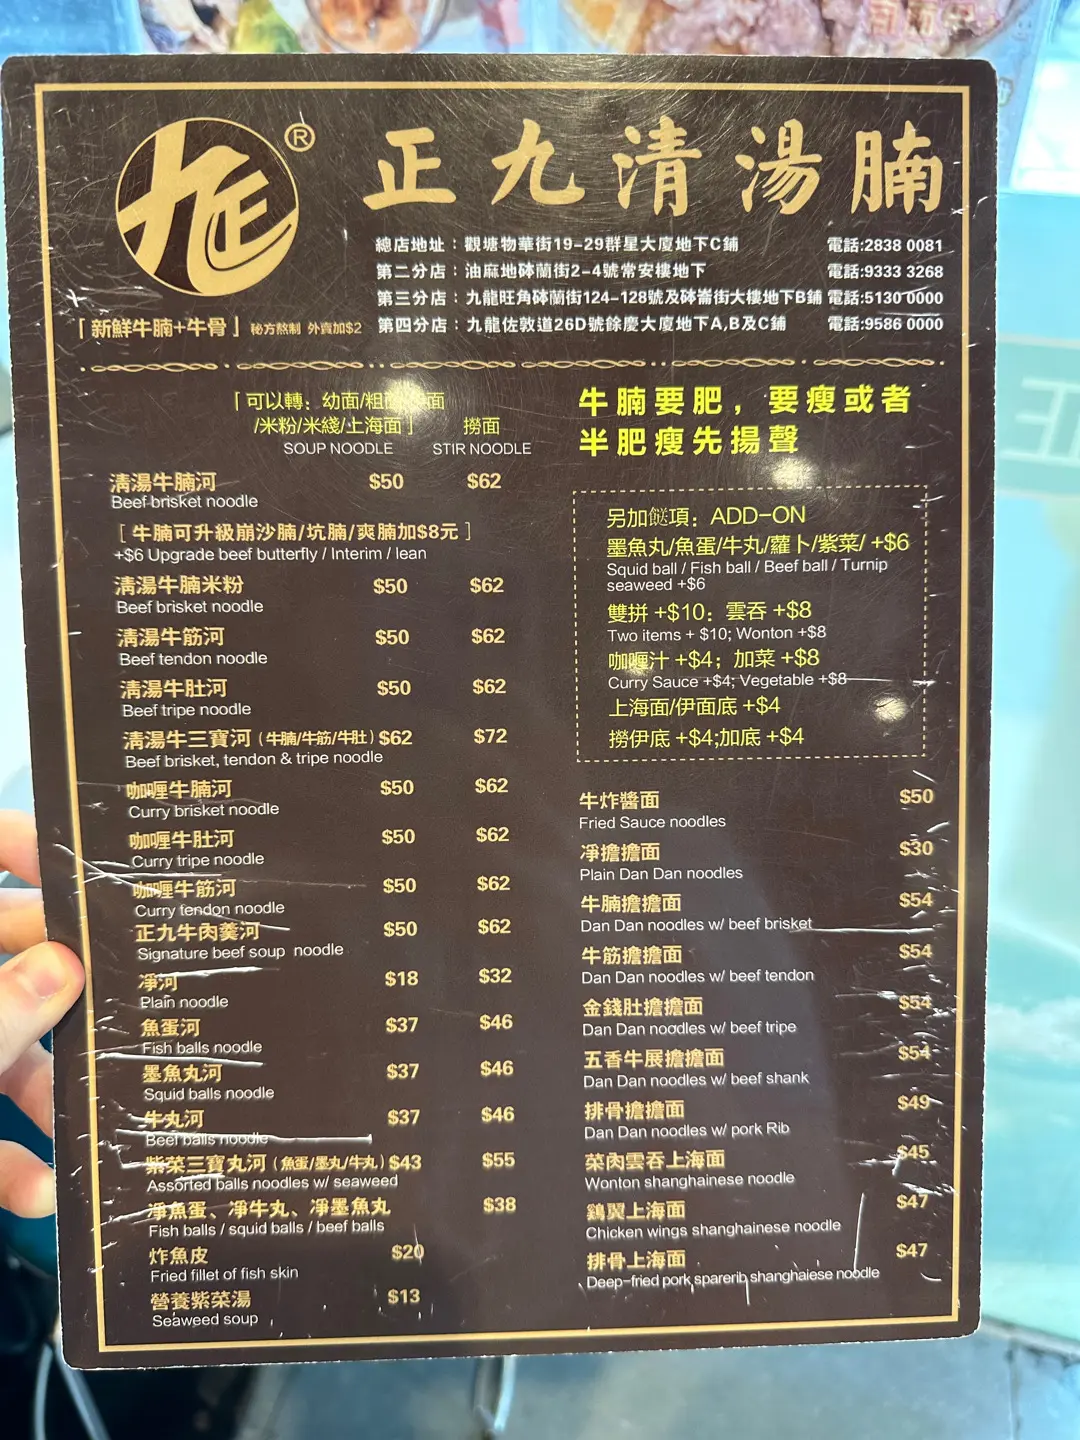 九正®
正九清湯腩
總店地址：觀塘物華街19-29群星大廈地下C鋪 電話:2838 0081
第二分店：油麻地砵蘭街2-4號常安樓地下 電話:9333 3268
第三分店：九龍旺角砵蘭街124-128號及砵崙街大樓地下B鋪 電話:5130 0000
第四分店：九龍佐敦道26D號餘慶大廈地下A,B及C鋪 電話:9586 0000
「新鮮牛腩+牛骨」秘方熬制 外賣加$2
「可以轉：幼面/粗 面
/米粉/米綫/上海面」 撈面
SOUP NOODLE STIR NOODLE
清湯牛腩河 $50 $62
Beef brisket noodle
[ 牛腩可升級崩沙腩/坑腩/爽腩加$8元 ]
+$6 Upgrade beef butterfly / Interim / lean
清湯牛腩米粉 $50 $62
Beef brisket noodle
清湯牛筋河 $50 $62
Beef tendon noodle
清湯牛肚河 $50 $62
Beef tripe noodle
清湯牛三寶河（牛腩/牛筋/牛肚）$62 $72
Beef brisket, tendon & tripe noodle
咖喱牛腩河 $50 $62
Curry brisket noodle
咖喱牛肚河 $50 $62
Curry tripe noodle
咖喱牛筋河 $50 $62
Curry tendon noodle
正九牛肉羹河 $50 $62
Signature beef soup noodle
凈河 $18 $32
Plain noodle
魚蛋河 $37 $46
Fish balls noodle
墨魚丸河 $37 $46
Squid balls noodle
牛丸河 $37 $46
Beef balls noodle
紫菜三寶丸河（魚蛋/墨丸/牛丸）$43 $55
Assorted balls noodles w/ seaweed
凈魚蛋、凈牛丸、凈墨魚丸 $38
Fish balls / squid balls / beef balls
炸魚皮 $20
Fried fillet of fish skin
營養紫菜湯 $13
Seaweed soup
牛腩要肥，要瘦或者
半肥瘦先揚聲
另加餸項：ADD-ON
墨魚丸/魚蛋/牛丸/蘿卜/紫菜/ +$6
Squid ball / Fish ball / Beef ball / Turnip
seaweed +$6
雙拼 +$10：雲吞 +$8
Two items + $10; Wonton +$8
咖喱汁 +$4；加菜 +$8
Curry Sauce +$4; Vegetable +$8
上海面/伊面底 +$4
撈伊底 +$4;加底 +$4
牛炸醬面 $50
Fried Sauce noodles
凈擔擔面 $30
Plain Dan Dan noodles
牛腩擔擔面 $54
Dan Dan noodles w/ beef brisket
牛筋擔擔面 $54
Dan Dan noodles w/ beef tendon
金錢肚擔擔面 $54
Dan Dan noodles w/ beef tripe
五香牛展擔擔面 $54
Dan Dan noodles w/ beef shank
排骨擔擔面 $49
Dan Dan noodles w/ pork Rib
菜肉雲吞上海面 $45
Wonton shanghainese noodle
鷄翼上海面 $47
Chicken wings shanghainese noodle
排骨上海面 $47
Deep-fried pork sparerib shanghaiese noodle